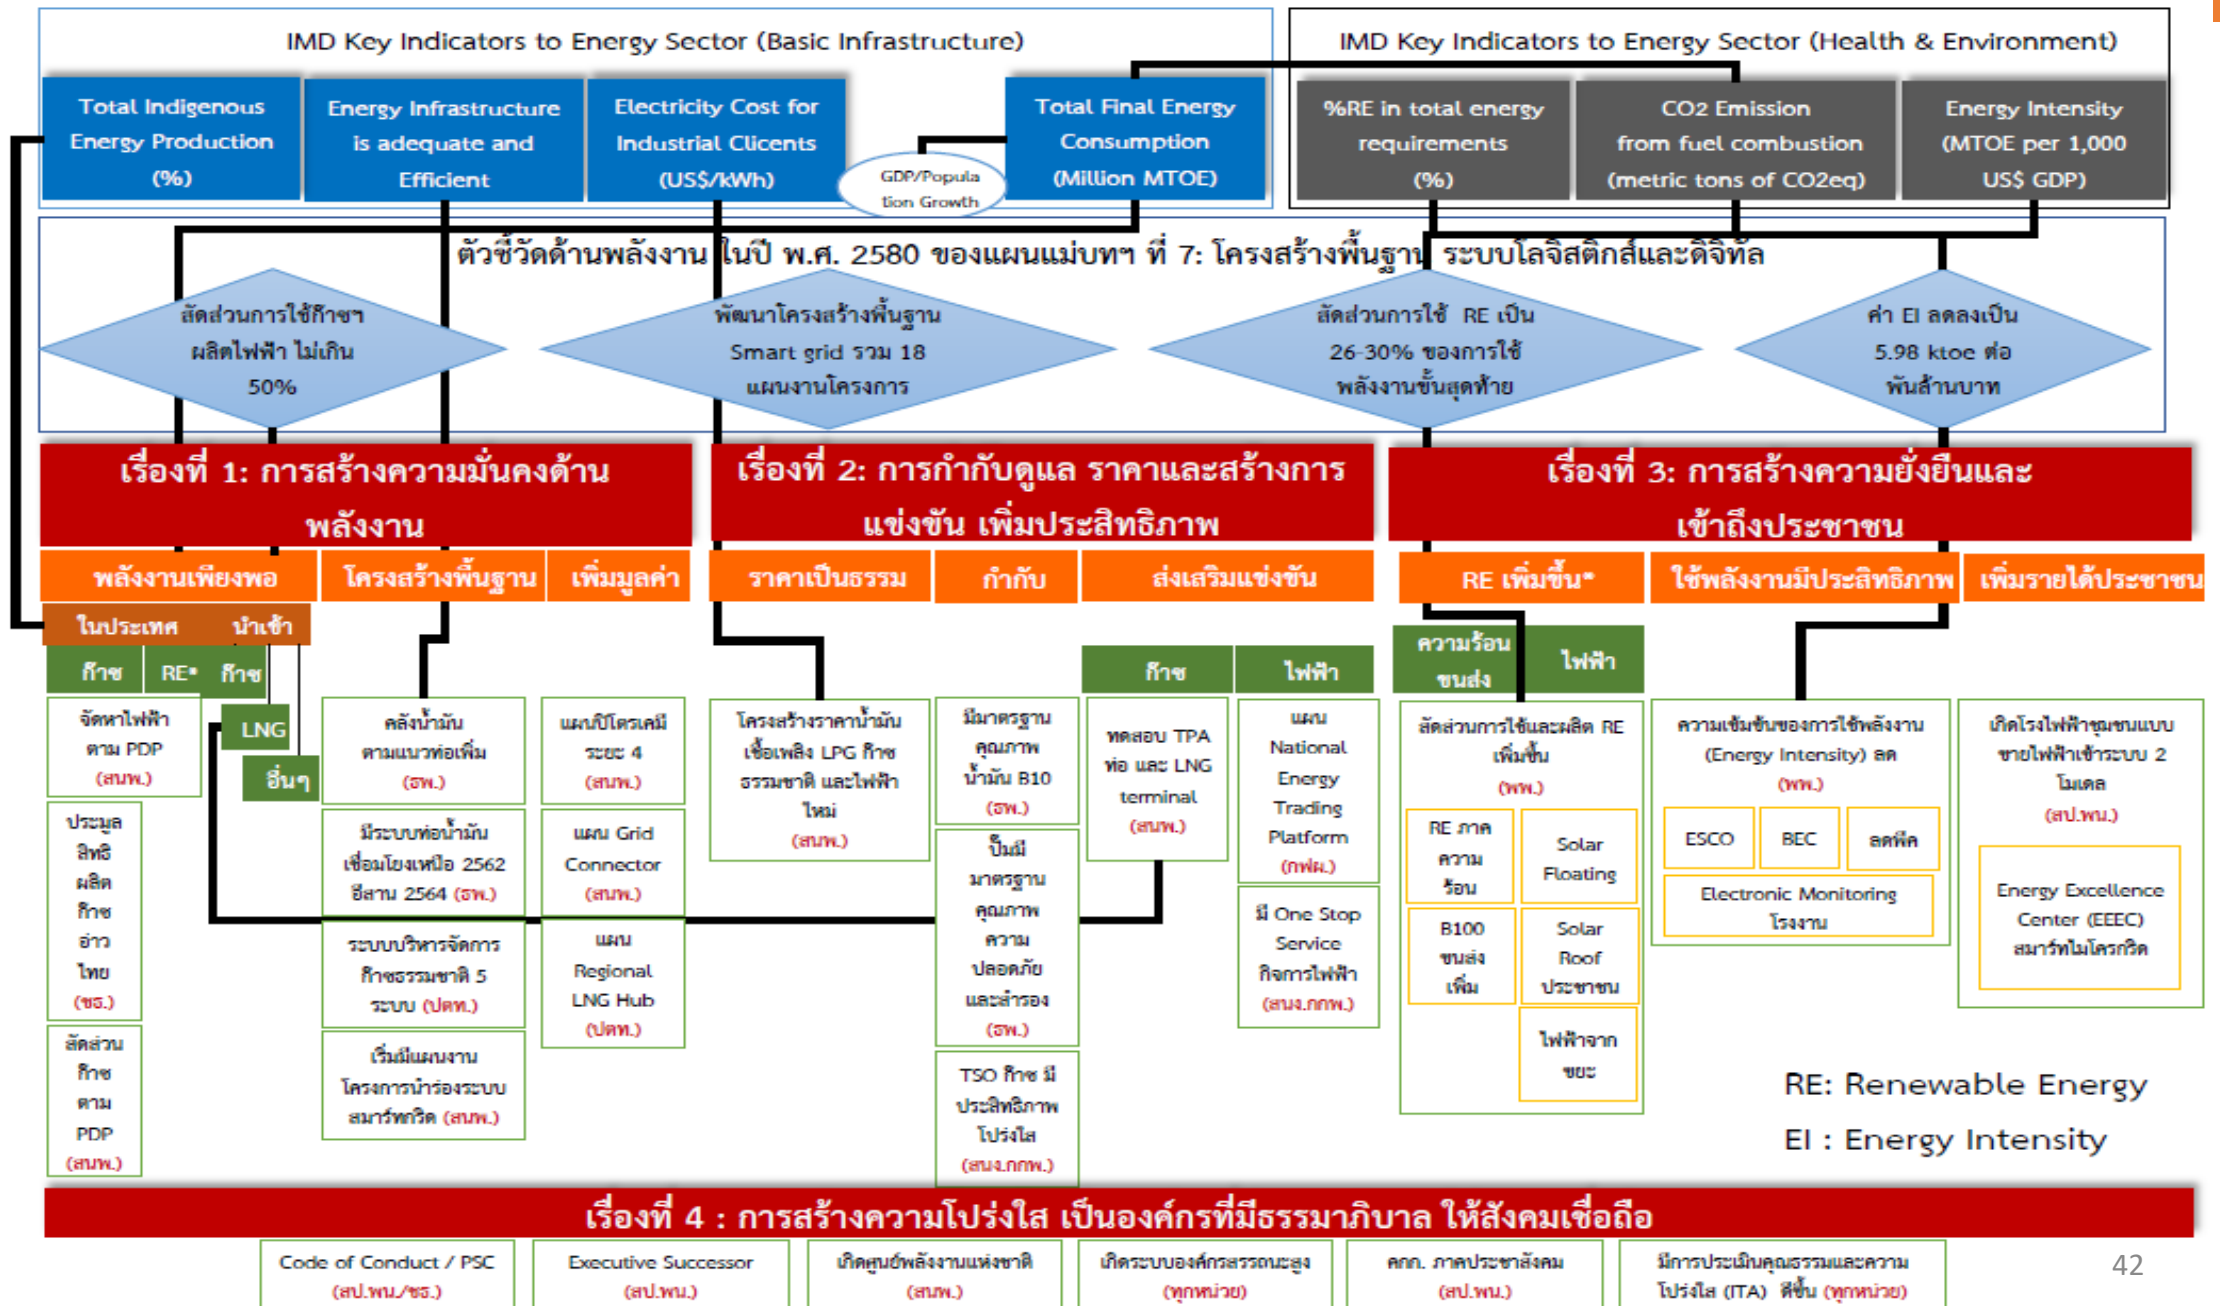 IMD Key Indicators to Energy Sector (Basic Infrastructure)
IMD Key Indicators to Energy Sector (Health & Environment)
Total Indigenous
Energy Production
(%)
Energy Infrastructure
is adequate and
Efficient
Electricity Cost for
Industrial Clicents
(US$/kWh)
GDP/Popula
tion Growth
Total Final Energy
Consumption
(Million MTOE)
%RE in total energy
requirements
(%)
CO2 Emission
from fuel combustion
(metric tons of CO2eq)
Energy Intensity
(MTOE per 1,000
US$ GDP)
ตัวชี้วัดด้านพลังงาน ในปี พ.ศ. 2580 ของแผนแม่บทฯ ที่ 7: โครงสร้างพื้นฐาน ระบบโลจิสติกส์และดิจิทัล
สัดส่วนการใช้ก๊าซฯ
ผลิตไฟฟ้า ไม่เกิน
50%
พัฒนาโครงสร้างพื้นฐาน
Smart grid รวม 18
แผนงานโครงการ
สัดส่วนการใช้ RE เป็น
26-30% ของการใช้
พลังงานขั้นสุดท้าย
ค่า EI ลดลงเป็น
5.98 ktoe ต่อ
พันล้านบาท
เรื่องที่ 1: การสร้างความมั่นคงด้าน
พลังงาน
เรื่องที่ 2: การกำกับดูแล ราคาและสร้างการ
แข่งขัน เพิ่มประสิทธิภาพ
เรื่องที่ 3: การสร้างความยั่งยืนและ
เข้าถึงประชาชน
พลังงานเพียงพอ
โครงสร้างพื้นฐาน
เพิ่มมูลค่า
ราคาเป็นธรรม
กำกับ
ส่งเสริมแข่งขัน
RE เพิ่มขึ้น*
ใช้พลังงานมีประสิทธิภาพ
เพิ่มรายได้ประชาชน
ในประเทศ
นำเข้า
ก๊าซ
RE*
ก๊าซ
LNG
อื่นๆ
จัดหาไฟฟ้า
ตาม PDP
(สนพ.)
ประมูล
สิทธิ
ผลิต
ก๊าซ
อ่าว
ไทย
(ชธ.)
สัดส่วน
ก๊าซ
ตาม
PDP
(สนพ.)
คลังน้ำมัน
ตามแนวท่อเพิ่ม
(ธพ.)
มีระบบท่อน้ำมัน
เชื่อมโยงเหนือ 2562
อีสาน 2564 (ธพ.)
ระบบบริหารจัดการ
ก๊าซธรรมชาติ 5
ระบบ (ปตท.)
เริ่มมีแผนงาน
โครงการนำร่องระบบ
สมาร์ทกริด (สนพ.)
แผนปิโตรเคมี
ระยะ 4
(สนพ.)
แผน Grid
Connector
(สนพ.)
แผน
Regional
LNG Hub
(ปตท.)
โครงสร้างราคาน้ำมัน
เชื้อเพลิง LPG ก๊าซ
ธรรมชาติ และไฟฟ้า
ใหม่
(สนพ.)
มีมาตรฐาน
คุณภาพ
น้ำมัน B10
(ธพ.)
ปั๊มมี
มาตรฐาน
คุณภาพ
ความ
ปลอดภัย
และสำรอง
(ธพ.)
TSO ก๊าซ มี
ประสิทธิภาพ
โปร่งใส
(สนง.กกพ.)
ก๊าซ
ทดสอบ TPA
ท่อ และ LNG
terminal
(สนพ.)
ไฟฟ้า
แผน
National
Energy
Trading
Platform
(กฟผ.)
มี One Stop
Service
กิจการไฟฟ้า
(สนง.กกพ.)
ความร้อน
ขนส่ง
ไฟฟ้า
สัดส่วนการใช้และผลิต RE
เพิ่มขึ้น
(พพ.)
RE ภาค
ความ
ร้อน
Solar
Floating
B100
ขนส่ง
เพิ่ม
Solar
Roof
ประชาชน
ไฟฟ้าจาก
ขยะ
ความเข้มข้นของการใช้พลังงาน
(Energy Intensity) ลด
(พพ.)
ESCO
BEC
ลดพีค
Electronic Monitoring
โรงงาน
เกิดโรงไฟฟ้าชุมชนแบบ
ขายไฟฟ้าเข้าระบบ 2
โมเดล
(สป.พน.)
Energy Excellence
Center (EEEC)
สมาร์ทไมโครกริด
RE: Renewable Energy
EI : Energy Intensity
เรื่องที่ 4 : การสร้างความโปร่งใส เป็นองค์กรที่มีธรรมาภิบาล ให้สังคมเชื่อถือ
Code of Conduct / PSC
(สป.พน./ชธ.)
Executive Successor
(สป.พน.)
เกิดศูนย์พลังงานแห่งชาติ
(สนพ.)
เกิดระบบองค์กรสรรถนะสูง
(ทุกหน่วย)
คกก. ภาคประชาสังคม
(สป.พน.)
มีการประเมินคุณธรรมและความ
โปร่งใส (ITA) ดีขึ้น (ทุกหน่วย)
42